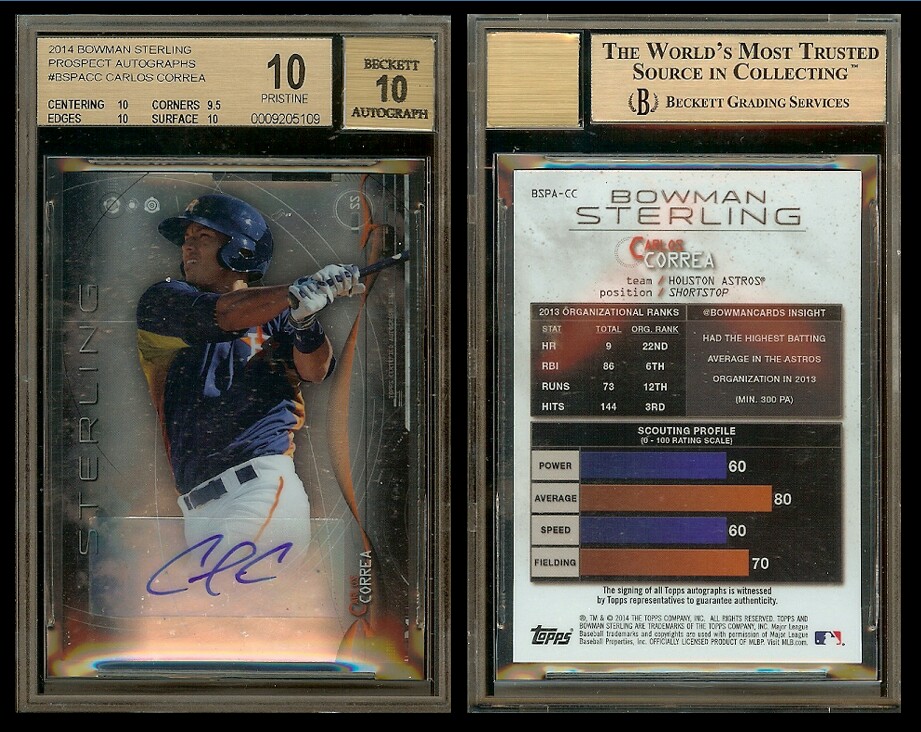 2014 BOWMAN STERLING
PROSPECT AUTOGRAPHS
#BSPACC CARLOS CORREA
CENTERING 10 CORNERS 9.5
EDGES 10 SURFACE 10
10
PRISTINE
0009205109
BECKETT
10
AUTOGRAPH
SS
STERLING
CARLOS
CORREA
THE WORLD'S MOST TRUSTED
SOURCE IN COLLECTING™
B BECKETT GRADING SERVICES
BSPA-CC
BOWMAN
STERLING
CARLOS
CORREA
team / HOUSTON ASTROS®
position / SHORTSTOP
2013 ORGANIZATIONAL RANKS
STAT TOTAL ORG. RANK
HR 9 22ND
RBI 86 6TH
RUNS 73 12TH
HITS 144 3RD
@BOWMANCARDS INSIGHT
HAD THE HIGHEST BATTING
AVERAGE IN THE ASTROS
ORGANIZATION IN 2013
(MIN. 300 PA)
SCOUTING PROFILE
(0 - 100 RATING SCALE)
POWER 60
AVERAGE 80
SPEED 60
FIELDING 70
The signing of all Topps autographs is witnessed
by Topps representatives to guarantee authenticity.
Topps
®, TM & © 2014 THE TOPPS COMPANY, INC. ALL RIGHTS RESERVED. TOPPS AND
BOWMAN STERLING ARE TRADEMARKS OF THE TOPPS COMPANY, INC. Major League
Baseball trademarks and copyrights are used with permission of Major League
Baseball Properties, Inc. OFFICIALLY LICENSED PRODUCT OF MLBP. Visit MLB.com.